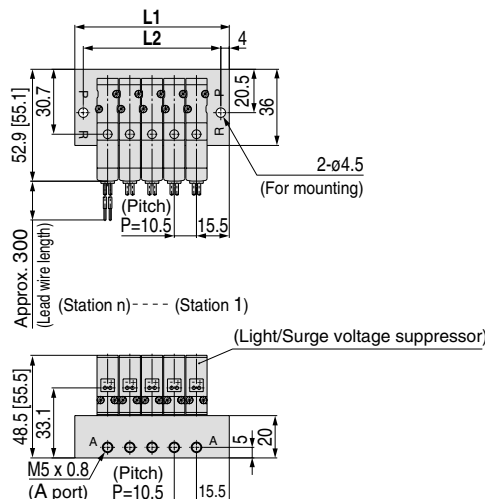 L1
L2
4
P
P
R
R
52.9 [55.1]
30.7
20.5
36
2-ø4.5
(For mounting)
(Pitch)
P=10.5
15.5
Approx. 300
(Lead wire length)
(Station n) ---- (Station 1)
(Light/Surge voltage suppressor)
48.5 [55.5]
33.1
A
A
5
20
M5 x 0.8
(A port)
(Pitch)
P=10.5
15.5